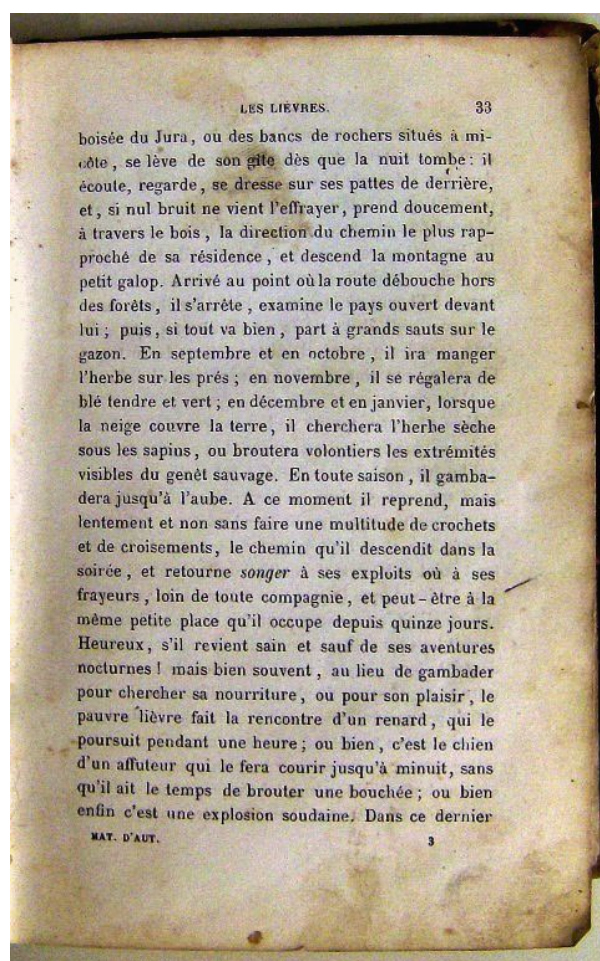 LES LIÈVRES. 33
boisée du Jura, ou des bancs de rochers situés à mi-
côte, se lève de son gîte dès que la nuit tombe : il
écoute, regarde, se dresse sur ses pattes de derrière,
et, si nul bruit ne vient l'effrayer, prend doucement,
à travers le bois, la direction du chemin le plus rap-
proché de sa résidence, et descend la montagne au
petit galop. Arrivé au point où la route débouche hors
des forêts, il s'arrête, examine le pays ouvert devant
lui ; puis, si tout va bien, part à grands sauts sur le
gazon. En septembre et en octobre, il ira manger
l'herbe sur les prés ; en novembre, il se régalera de
blé tendre et vert ; en décembre et en janvier, lorsque
la neige couvre la terre, il cherchera l'herbe sèche
sous les sapins, ou broutera volontiers les extrémités
visibles du genêt sauvage. En toute saison, il gamba-
dera jusqu'à l'aube. A ce moment il reprend, mais
lentement et non sans faire une multitude de crochets
et de croisements, le chemin qu'il descendit dans la
soirée, et retourne songer à ses exploits où à ses
frayeurs, loin de toute compagnie, et peut-être à la
même petite place qu'il occupe depuis quinze jours.
Heureux, s'il revient sain et sauf de ses aventures
nocturnes ! mais bien souvent, au lieu de gambader
pour chercher sa nourriture, ou pour son plaisir, le
pauvre lièvre fait la rencontre d'un renard, qui le
poursuit pendant une heure ; ou bien, c'est le chien
d'un affuteur qui le fera courir jusqu'à minuit, sans
qu'il ait le temps de brouter une bouchée ; ou bien
enfin c'est une explosion soudaine. Dans ce dernier
MAT. D'AUT. 3